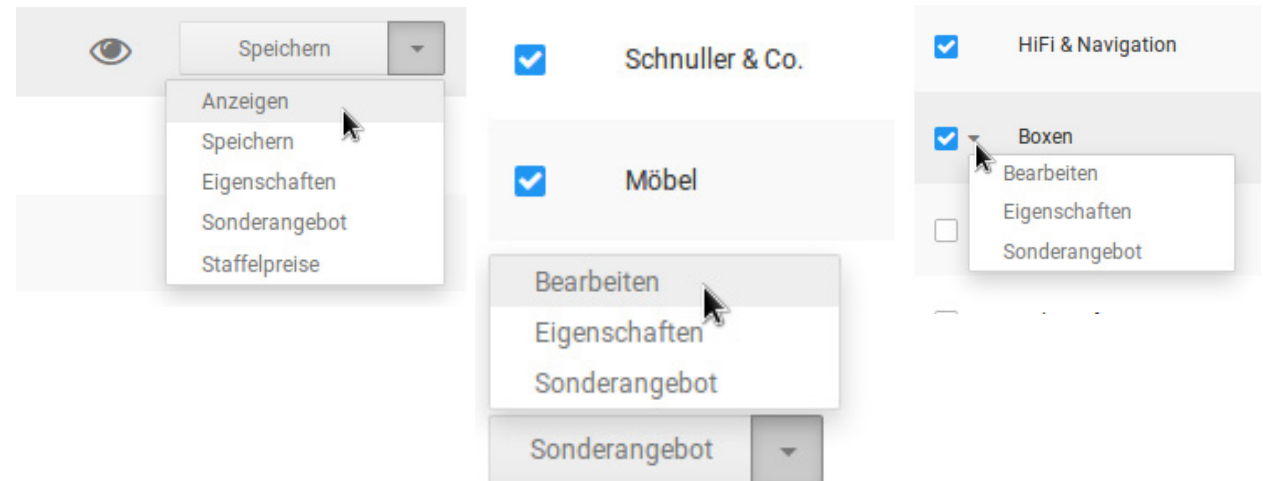 Speichern
Anzeigen
Speichern
Eigenschaften
Sonderangebot
Staffelpreise
Schnuller & Co.
Möbel
Bearbeiten
Eigenschaften
Sonderangebot
Sonderangebot
HiFi & Navigation
Boxen
Bearbeiten
Eigenschaften
Sonderangebot